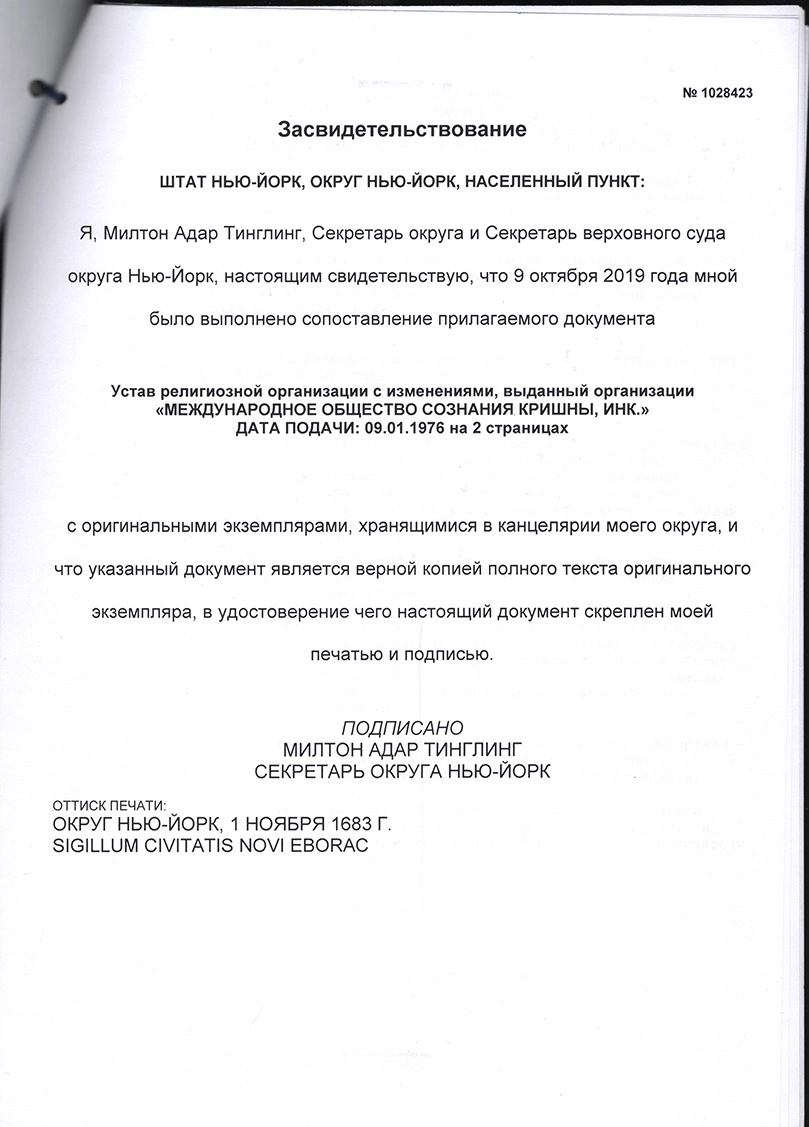 № 1028423
Засвидетельствование
ШТАТ НЬЮ-ЙОРК, ОКРУГ НЬЮ-ЙОРК, НАСЕЛЕННЫЙ ПУНКТ:
Я, Милтон Адар Тинглинг, Секретарь округа и Секретарь верховного суда
округа Нью-Йорк, настоящим свидетельствую, что 9 октября 2019 года мной
было выполнено сопоставление прилагаемого документа
Устав религиозной организации с изменениями, выданный организации
«МЕЖДУНАРОДНОЕ ОБЩЕСТВО СОЗНАНИЯ КРИШНЫ, ИНК.»
ДАТА ПОДАЧИ: 09.01.1976 на 2 страницах
с оригинальными экземплярами, хранящимися в канцелярии моего округа, и
что указанный документ является верной копией полного текста оригинального
экземпляра, в удостоверение чего настоящий документ скреплен моей
печатью и подписью.
ПОДПИСАНО
МИЛТОН АДАР ТИНГЛИНГ
СЕКРЕТАРЬ ОКРУГА НЬЮ-ЙОРК
ОТТИСК ПЕЧАТИ:
ОКРУГ НЬЮ-ЙОРК, 1 НОЯБРЯ 1683 Г.
SIGILLUM CIVITATIS NOVI EBORAC